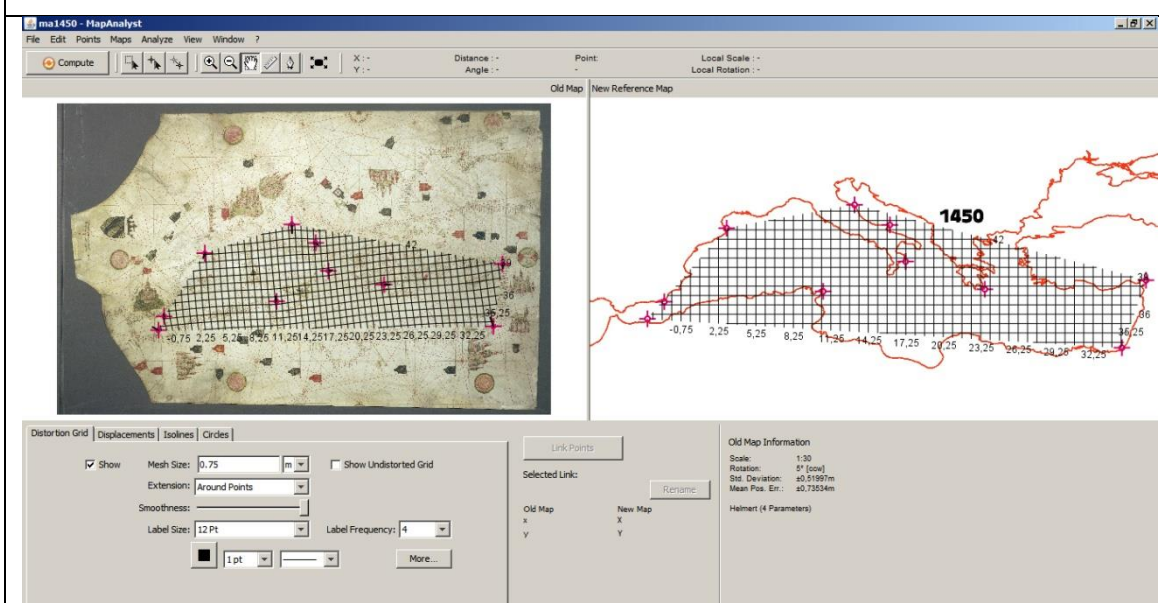 ma1450 - MapAnalyst
File Edit Points Maps Analyze View Window ?
Compute
X : -
Y : -
Distance : -
Angle : -
Point:
-
Local Scale : -
Local Rotation : -
Old Map
New Reference Map
42
39
36
35,25
-0,75 2,25 5,25 8,25 11,25 14,25 17,25 20,25 23,25 26,25 29,25 32,25
1450
42
39
36
35,25
-0,75 2,25 5,25 8,25 11,25 14,25 17,25 20,25 23,25 26,25 29,25 32,25
Distortion Grid Displacements Isolines Circles
Show
Mesh Size: 0.75 m
Show Undistorted Grid
Extension: Around Points
Smoothness:
Label Size: 12 Pt
Label Frequency: 4
1 pt
More...
Link Points
Selected Link:
Rename
Old Map New Map
x X
y Y
Old Map Information
Scale: 1:30
Rotation: 5° [ccw]
Std. Deviation: ±0,51997m
Mean Pos. Err.: ±0,73534m
Helmert (4 Parameters)